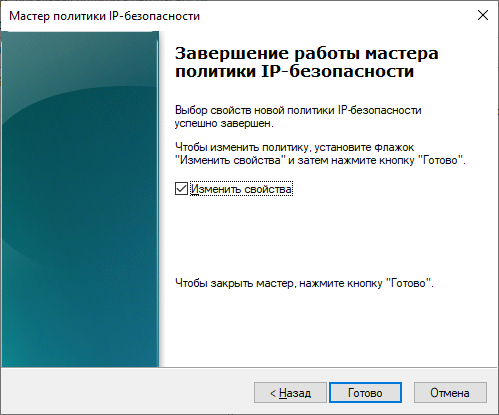 Мастер политики IP-безопасности
Завершение работы мастера
политики IP-безопасности
Выбор свойств новой политики IP-безопасности
успешно завершен.
Чтобы изменить политику, установите флажок
"Изменить свойства" и затем нажмите кнопку "Готово".
Изменить свойства
Чтобы закрыть мастер, нажмите кнопку "Готово".
< Назад Готово Отмена